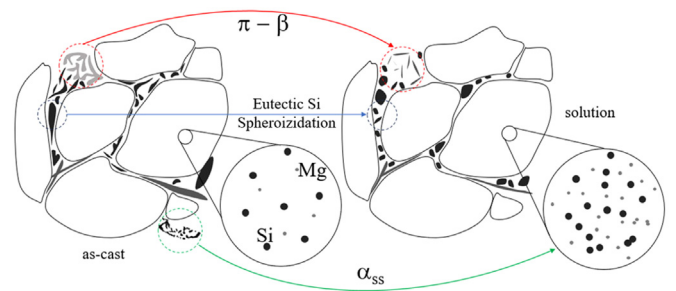 π – β
Eutectic Si
Spheroizidation
solution
Mg
Si
as-cast
αss